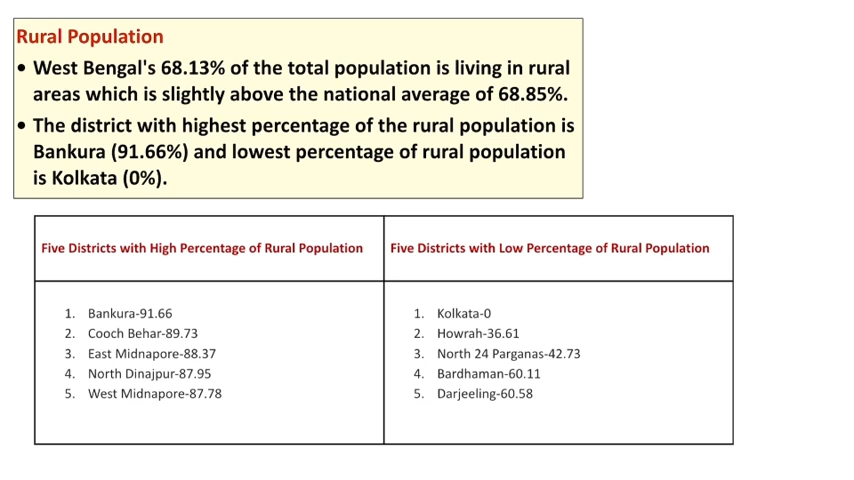 Rural Population
• West Bengal's 68.13% of the total population is living in rural
areas which is slightly above the national average of 68.85%.
• The district with highest percentage of the rural population is
Bankura (91.66%) and lowest percentage of rural population
is Kolkata (0%).
Five Districts with High Percentage of Rural Population
1. Bankura-91.66
2. Cooch Behar-89.73
3. East Midnapore-88.37
4. North Dinajpur-87.95
5. West Midnapore-87.78
Five Districts with Low Percentage of Rural Population
1. Kolkata-0
2. Howrah-36.61
3. North 24 Parganas-42.73
4. Bardhaman-60.11
5. Darjeeling-60.58